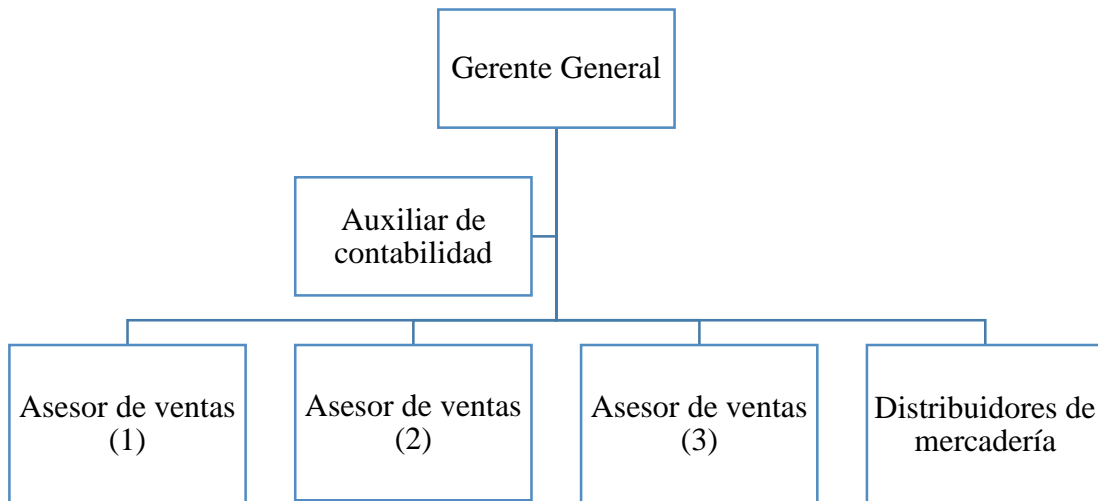 Gerente General
Auxiliar de
contabilidad
Asesor de ventas
(1)
Asesor de ventas
(2)
Asesor de ventas
(3)
Distribuidores de
mercadería